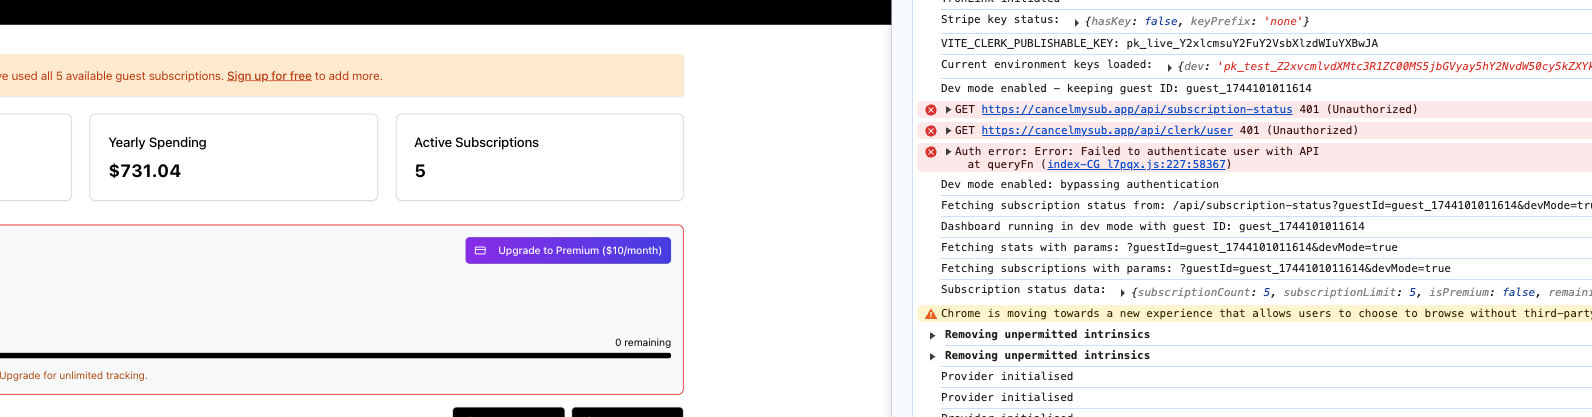 ve used all 5 available guest subscriptions. Sign up for free to add more.
Yearly Spending
$731.04
Active Subscriptions
5
Upgrade to Premium ($10/month)
0 remaining
Upgrade for unlimited tracking.
Stripe key status: ▶ {hasKey: false, keyPrefix: 'none'}
VITE_CLERK_PUBLISHABLE_KEY: pk_live_Y2xlcmsuY2FuY2VsbXlzdWIuYXBwJA
Current environment keys loaded: ▶ {dev: 'pk_test_Z2xvcmlvdXMtc3R1ZC00MS5jbGVyay5hY2NvdW50cy5kZXYk
Dev mode enabled – keeping guest ID: guest_1744101011614
GET https://cancelmysub.app/api/subscription-status 401 (Unauthorized)
GET https://cancelmysub.app/api/clerk/user 401 (Unauthorized)
Auth error: Error: Failed to authenticate user with API
at queryFn (index-CG_l7pqx.js:227:58367)
Dev mode enabled: bypassing authentication
Fetching subscription status from: /api/subscription-status?guestId=guest_1744101011614&devMode=tru
Dashboard running in dev mode with guest ID: guest_1744101011614
Fetching stats with params: ?guestId=guest_1744101011614&devMode=true
Fetching subscriptions with params: ?guestId=guest_1744101011614&devMode=true
Subscription status data: ▶ {subscriptionCount: 5, subscriptionLimit: 5, isPremium: false, remaini
Chrome is moving towards a new experience that allows users to choose to browse without third-party
Removing unpermitted intrinsics
Removing unpermitted intrinsics
Provider initialised
Provider initialised